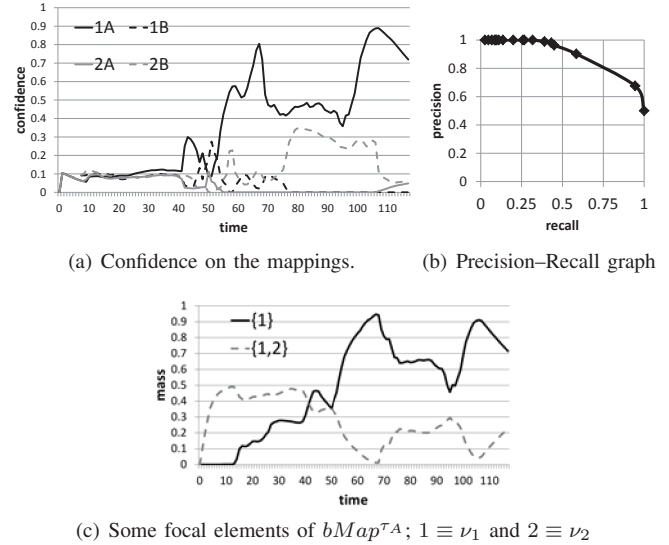 1A 1B
2A 2B
1
0.9
0.8
0.7
0.6
0.5
0.4
0.3
0.2
0.1
0
confidence
0 10 20 30 40 50 60 70 80 90 100 110
time
(a) Confidence on the mappings.
1
0.8
0.6
0.4
0.2
0
precision
0 0.25 0.5 0.75 1
recall
(b) Precision–Recall graph
{1}
{1,2}
1
0.9
0.8
0.7
0.6
0.5
0.4
0.3
0.2
0.1
0
mass
0 10 20 30 40 50 60 70 80 90 100 110
time
(c) Some focal elements of bMap^{τA}; 1 ≡ ν₁ and 2 ≡ ν₂